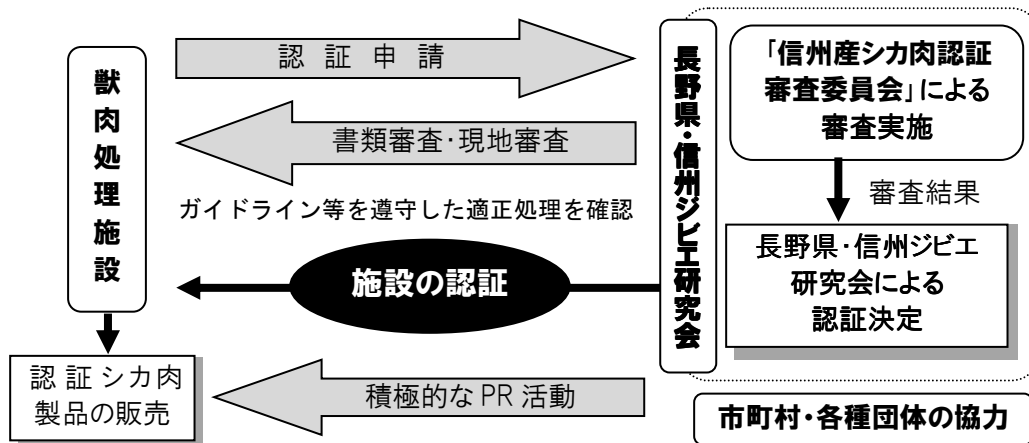 認証申請
獣肉処理施設
書類審査・現地審査
ガイドライン等を遵守した適正処理を確認
施設の認証
認証シカ肉
製品の販売
積極的なPR活動
長野県・信州ジビエ研究会
「信州産シカ肉認証
審査委員会」による
審査実施
審査結果
長野県・信州ジビエ
研究会による
認証決定
市町村・各種団体の協力